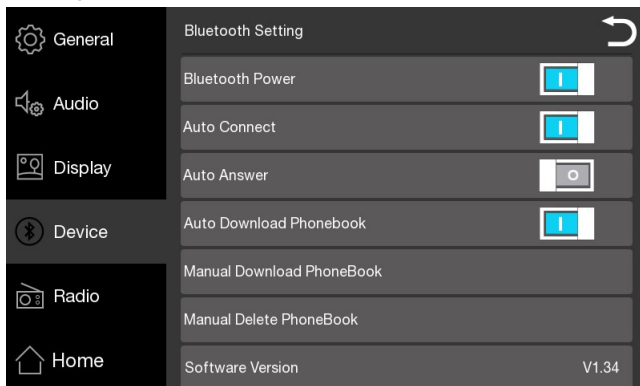 General
Audio
Display
Device
Radio
Home
Bluetooth Setting
Bluetooth Power
Auto Connect
Auto Answer
Auto Download Phonebook
Manual Download PhoneBook
Manual Delete PhoneBook
Software Version V1.34